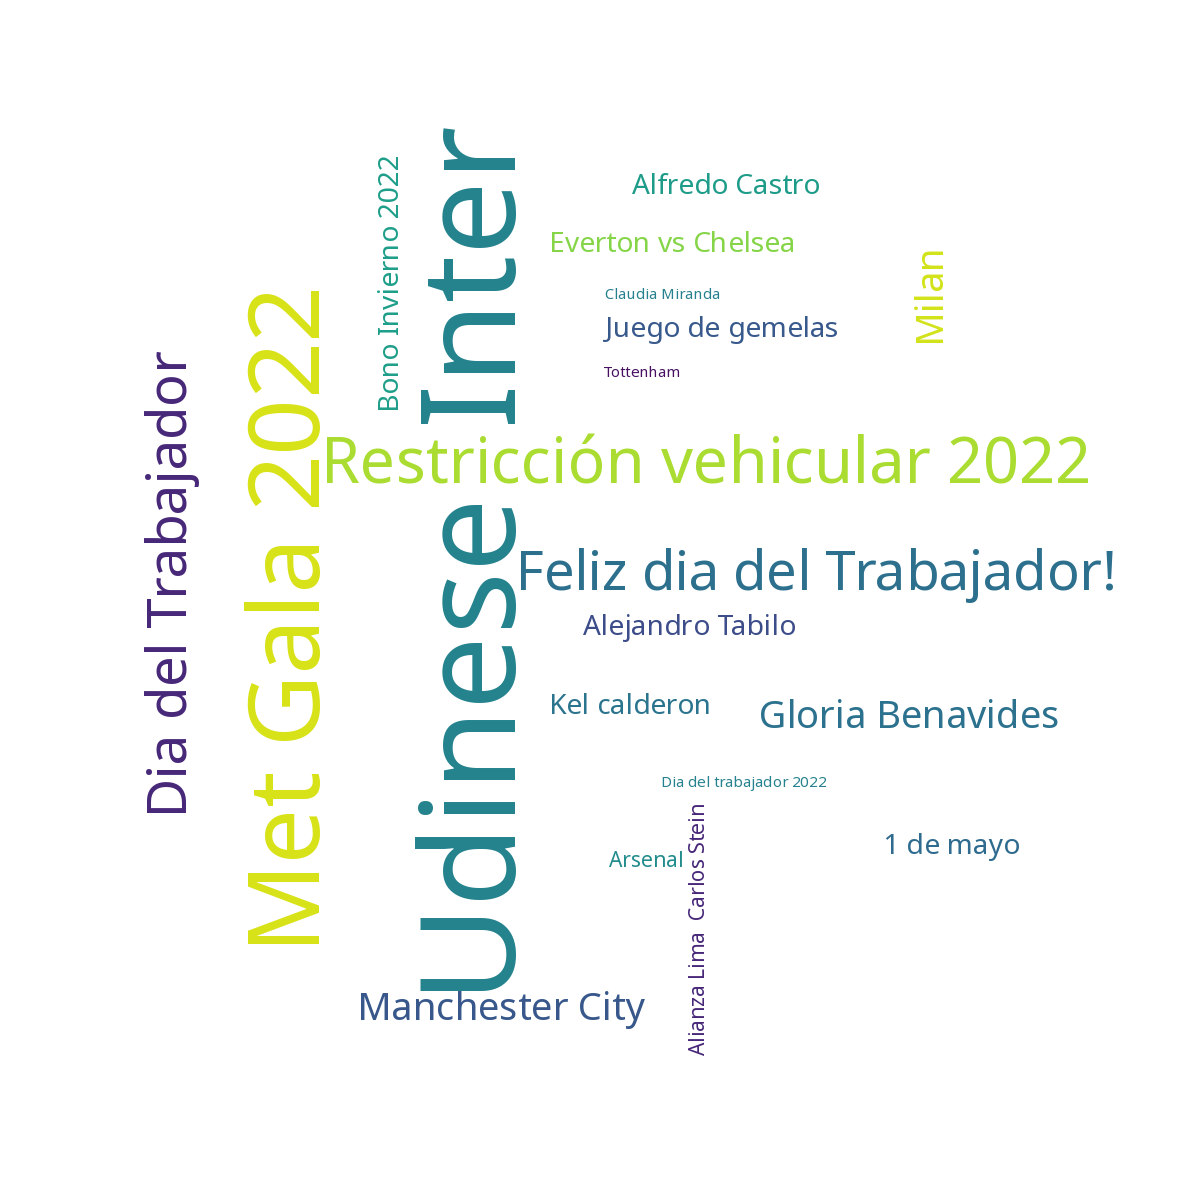 Dia del Trabajador
Met Gala 2022
Bono Invierno 2022
Udinese Inter
Alfredo Castro
Everton vs Chelsea
Milan
Claudia Miranda
Juego de gemelas
Tottenham
Restricción vehicular 2022
Feliz dia del Trabajador!
Alejandro Tabilo
Kel calderon
Gloria Benavides
Dia del trabajador 2022
Carlos Stein
Arsenal
1 de mayo
Alianza Lima
Manchester City